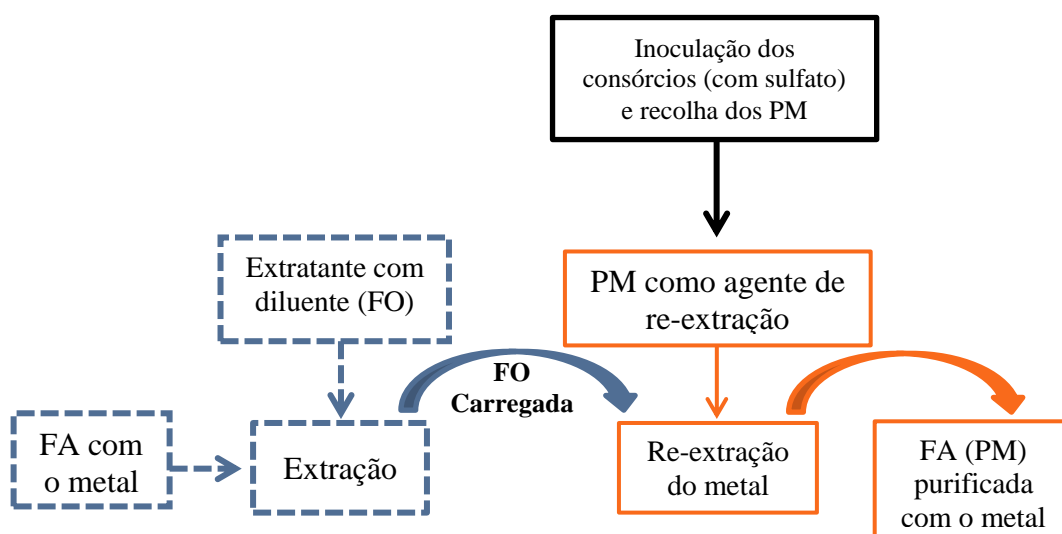 Inoculação dos
consórcios (com sulfato)
e recolha dos PM
Extratante com
diluente (FO)
PM como agente de
re-extração
FO
Carregada
FA com
o metal
Extração
Re-extração
do metal
FA (PM)
purificada
com o metal